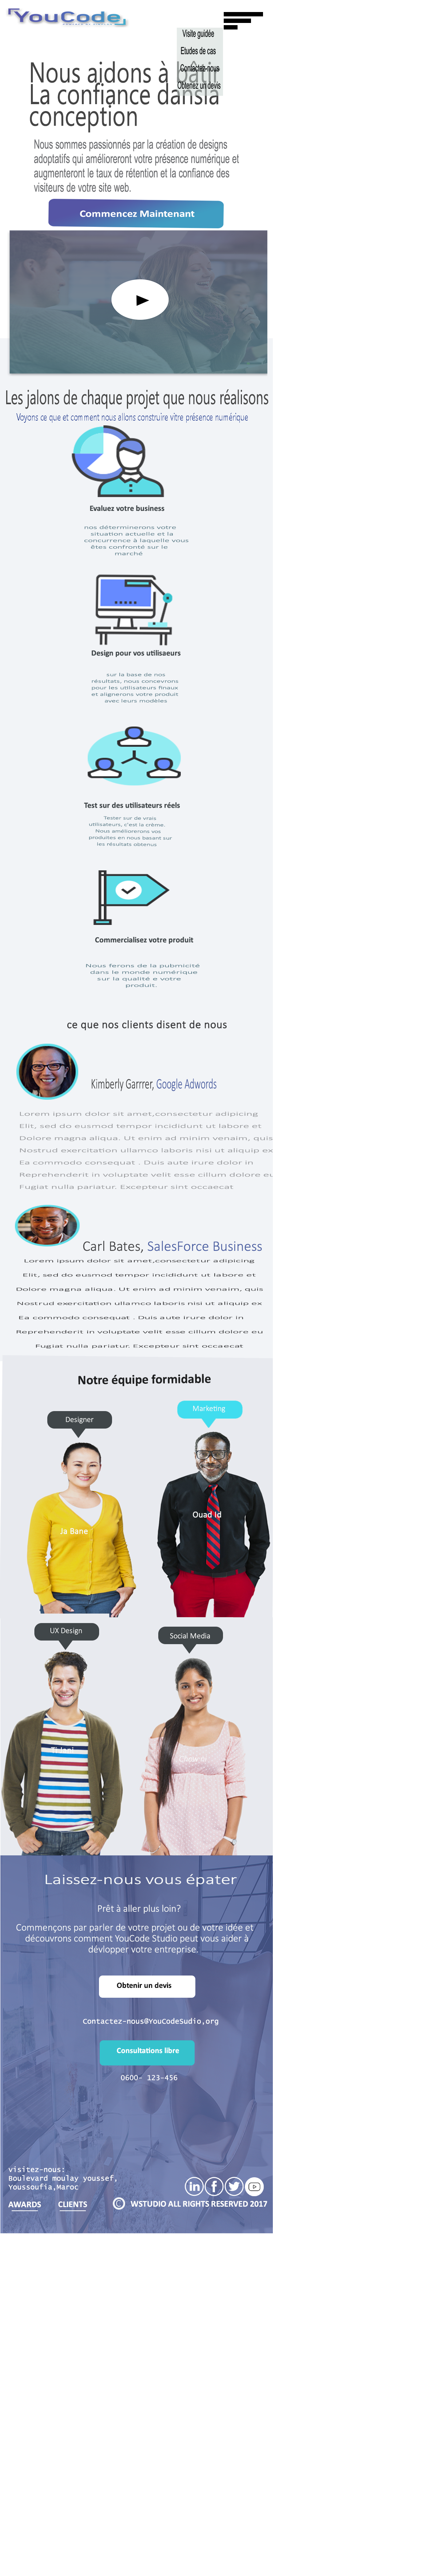 YouCode.
Visite guidée
Etudes de cas
Contactez-nous
Obtenez un devis
Nous aidons à bâtir
La confiance dansla
conception
Nous sommes passionnés par la création de designs
adoptatifs qui amélioreront votre présence numérique et
augmenteront le taux de rétention et la confiance des
visiteurs de votre site web.
Commencez Maintenant
Les jalons de chaque projet que nous réalisons
Voyons ce que et comment nous allons construire vitre présence numérique
Evaluez votre business
nos déterminerons votre
situation actuelle et la
concurrence à laquelle vous
êtes confronté sur le
marché
Design pour vos utilisaeurs
sur la base de nos
résultats, nous concevrons
pour les utilisateurs finaux
et alignerons votre produit
avec leurs modèles
Test sur des utilisateurs réels
Tester sur de vrais
utilisateurs, c'est la crème.
Nous améliorerons vos
produites en nous basant sur
les résultats obtenus
Commercialisez votre produit
Nous ferons de la pubmicité
dans le monde numérique
sur la qualité e votre
produit.
ce que nos clients disent de nous
Kimberly Garrrer, Google Adwords
Lorem ipsum dolor sit amet,consectetur adipicing
Elit, sed do eusmod tempor incididunt ut labore et
Dolore magna aliqua. Ut enim ad minim venaim, quis
Nostrud exercitation ullamco laboris nisi ut aliquip ex
Ea commodo consequat . Duis aute irure dolor in
Reprehenderit in voluptate velit esse cillum dolore eu
Fugiat nulla pariatur. Excepteur sint occaecat
Carl Bates, SalesForce Business
Lorem ipsum dolor sit amet,consectetur adipicing
Elit, sed do eusmod tempor incididunt ut labore et
Dolore magna aliqua. Ut enim ad minim venaim, quis
Nostrud exercitation ullamco laboris nisi ut aliquip ex
Ea commodo consequat . Duis aute irure dolor in
Reprehenderit in voluptate velit esse cillum dolore eu
Fugiat nulla pariatur. Excepteur sint occaecat
Notre équipe formidable
Marketing
Designer
Ouad Id
Ja Bane
UX Design
Social Media
Laissez-nous vous épater
Prêt à aller plus loin?
Commençons par parler de votre projet ou de votre idée et
découvrons comment YouCode Studio peut vous aider à
dévlopper votre entreprise.
Obtenir un devis
Contactez-nous@YouCodeSudio,org
Consultations libre
0600- 123-456
visitez-nous:
Boulevard moulay youssef,
Youssoufia,Maroc
AWARDS CLIENTS © WSTUDIO ALL RIGHTS RESERVED 2017